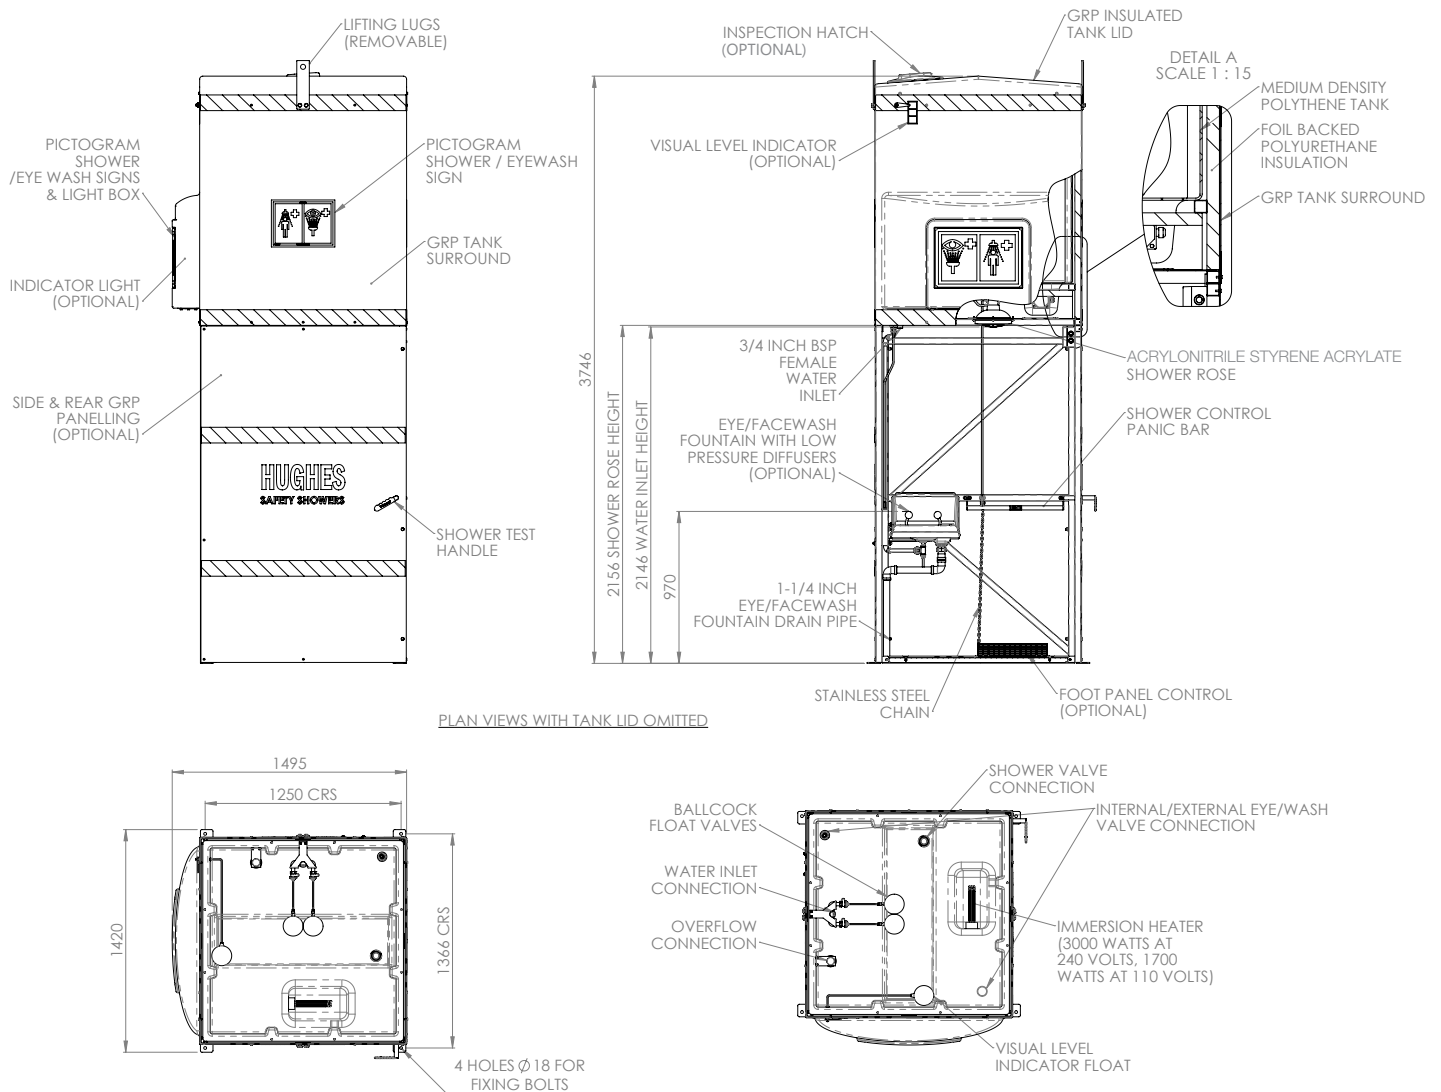 LIFTING LUGS
(REMOVABLE)
PICTOGRAM
SHOWER
/EYE WASH SIGNS
& LIGHT BOX
PICTOGRAM
SHOWER / EYEWASH
SIGN
GRP TANK
SURROUND
INDICATOR LIGHT
(OPTIONAL)
SIDE & REAR GRP
PANELLING
(OPTIONAL)
HUGHES
SAFETY SHOWERS
SHOWER TEST
HANDLE
INSPECTION HATCH
(OPTIONAL)
GRP INSULATED
TANK LID
DETAIL A
SCALE 1 : 15
MEDIUM DENSITY
POLYTHENE TANK
FOIL BACKED
POLYURETHANE
INSULATION
GRP TANK SURROUND
VISUAL LEVEL INDICATOR
(OPTIONAL)
3746
2156 SHOWER ROSE HEIGHT
2146 WATER INLET HEIGHT
970
3/4 INCH BSP
FEMALE
WATER
INLET
ACRYLONITRILE STYRENE ACRYLATE
SHOWER ROSE
EYE/FACEWASH
FOUNTAIN WITH LOW
PRESSURE DIFFUSERS
(OPTIONAL)
SHOWER CONTROL
PANIC BAR
1-1/4 INCH
EYE/FACEWASH
FOUNTAIN DRAIN PIPE
STAINLESS STEEL
CHAIN
FOOT PANEL CONTROL
(OPTIONAL)
PLAN VIEWS WITH TANK LID OMITTED
1495
1250 CRS
1420
1366 CRS
4 HOLES Ø 18 FOR
FIXING BOLTS
SHOWER VALVE
CONNECTION
BALLCOCK
FLOAT VALVES
INTERNAL/EXTERNAL EYE/WASH
VALVE CONNECTION
WATER INLET
CONNECTION
OVERFLOW
CONNECTION
IMMERSION HEATER
(3000 WATTS AT
240 VOLTS, 1700
WATTS AT 110 VOLTS)
VISUAL LEVEL
INDICATOR FLOAT